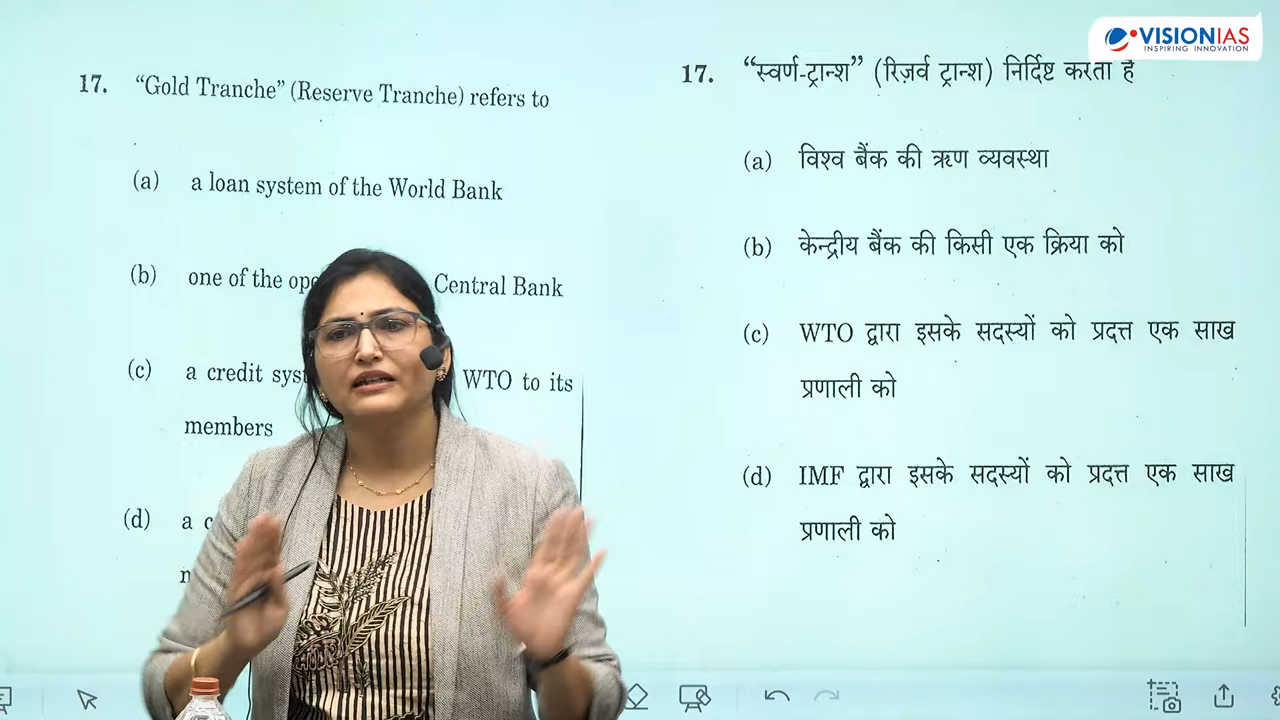 VISIONIAS
INSPIRING INNOVATION
17. “Gold Tranche” (Reserve Tranche) refers to
(a) a loan system of the World Bank
(b) one of the Central Bank
(c) a credit WTO to its
members
(d) a
17. “स्वर्ण-ट्रान्श” (रिज़र्व ट्रान्श) निर्दिष्ट करता है
(a) विश्व बैंक की ऋण व्यवस्था
(b) केन्द्रीय बैंक की किसी एक क्रिया को
(c) WTO द्वारा इसके सदस्यों को प्रदत्त एक साख
प्रणाली को
(d) IMF द्वारा इसके सदस्यों को प्रदत्त एक साख
प्रणाली को